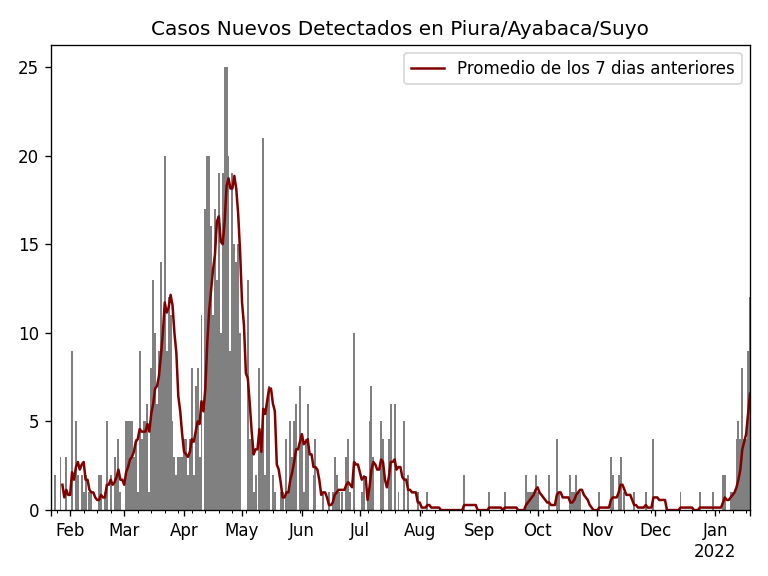 Casos Nuevos Detectados en Piura/Ayabaca/Suyo
Promedio de los 7 dias anteriores
25
20
15
10
5
0
Feb Mar Apr May Jun Jul Aug Sep Oct Nov Dec Jan
2022